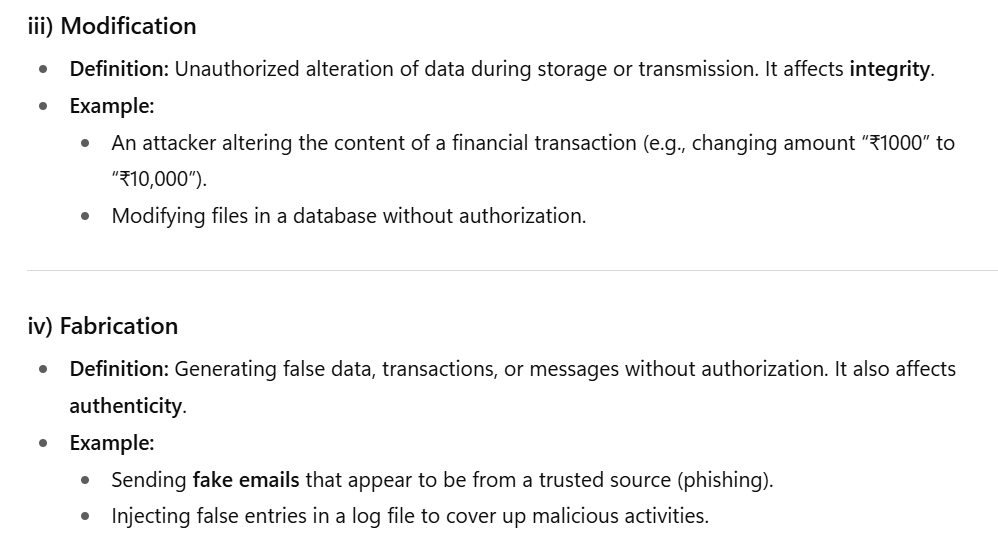 iii) Modification
• Definition: Unauthorized alteration of data during storage or transmission. It affects integrity.
• Example:
• An attacker altering the content of a financial transaction (e.g., changing amount “₹1000” to
“₹10,000”).
• Modifying files in a database without authorization.
iv) Fabrication
• Definition: Generating false data, transactions, or messages without authorization. It also affects
authenticity.
• Example:
• Sending fake emails that appear to be from a trusted source (phishing).
• Injecting false entries in a log file to cover up malicious activities.